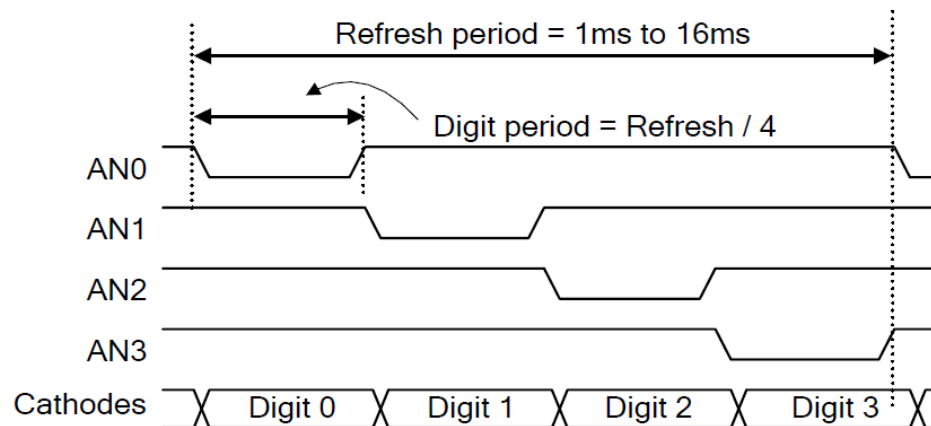 Refresh period = 1ms to 16ms
Digit period = Refresh / 4
AN0
AN1
AN2
AN3
Cathodes Digit 0 Digit 1 Digit 2 Digit 3